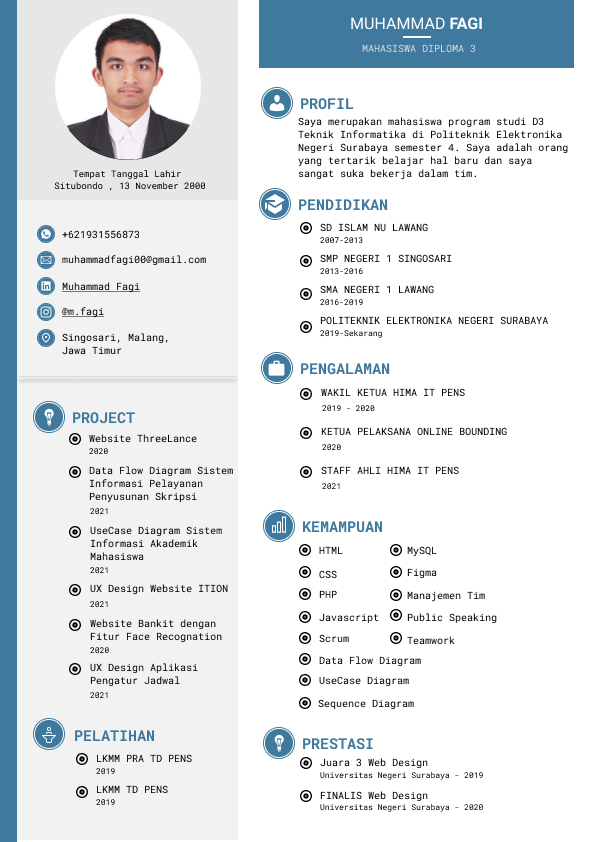 MUHAMMAD FAGI
MAHASISWA DIPLOMA 3
Tempat Tanggal Lahir
Situbondo , 13 November 2000
+621931556873
muhammadfagi00@gmail.com
Muhammad Fagi
@m.fagi
Singosari, Malang,
Jawa Timur
PROJECT
Website ThreeLance
2020
Data Flow Diagram Sistem
Informasi Pelayanan
Penyusunan Skripsi
2021
UseCase Diagram Sistem
Informasi Akademik
Mahasiswa
2021
UX Design Website ITION
2021
Website Bankit dengan
Fitur Face Recognation
2020
UX Design Aplikasi
Pengatur Jadwal
2021
PELATIHAN
LKMM PRA TD PENS
2019
LKMM TD PENS
2019
PROFIL
Saya merupakan mahasiswa program studi D3
Teknik Informatika di Politeknik Elektronika
Negeri Surabaya semester 4. Saya adalah orang
yang tertarik belajar hal baru dan saya
sangat suka bekerja dalam tim.
PENDIDIKAN
SD ISLAM NU LAWANG
2007-2013
SMP NEGERI 1 SINGOSARI
2013-2016
SMA NEGERI 1 LAWANG
2016-2019
POLITEKNIK ELEKTRONIKA NEGERI SURABAYA
2019-Sekarang
PENGALAMAN
WAKIL KETUA HIMA IT PENS
2019 - 2020
KETUA PELAKSANA ONLINE BOUNDING
2020
STAFF AHLI HIMA IT PENS
2021
KEMAMPUAN
HTML
CSS
PHP
Javascript
Scrum
Data Flow Diagram
UseCase Diagram
Sequence Diagram
MySQL
Figma
Manajemen Tim
Public Speaking
Teamwork
PRESTASI
Juara 3 Web Design
Universitas Negeri Surabaya - 2019
FINALIS Web Design
Universitas Negeri Surabaya - 2020